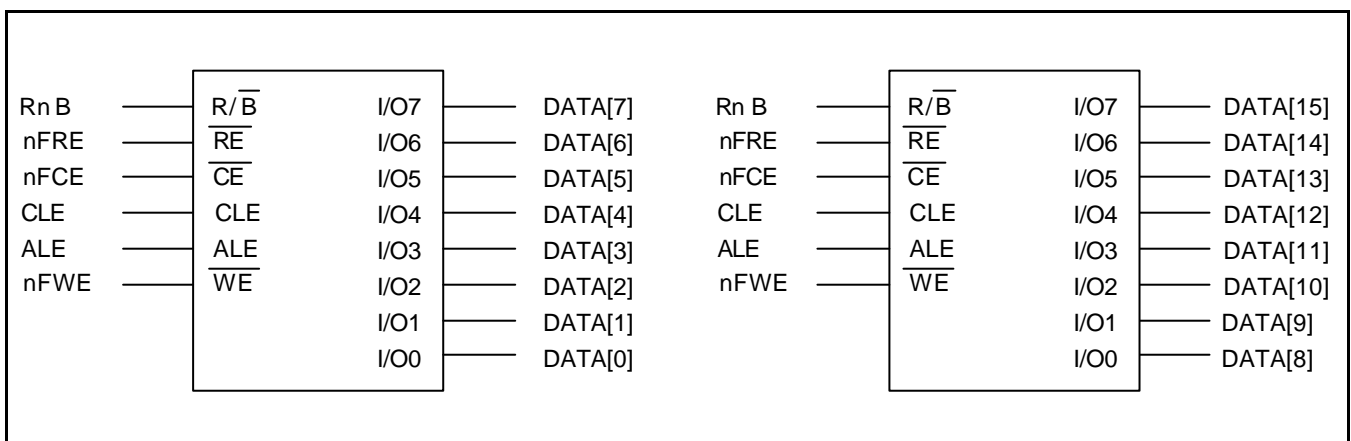 Rn B R/B I/O7 DATA[7] Rn B R/B I/O7 DATA[15]
nFRE RE I/O6 DATA[6] nFRE RE I/O6 DATA[14]
nFCE CE I/O5 DATA[5] nFCE CE I/O5 DATA[13]
CLE CLE I/O4 DATA[4] CLE CLE I/O4 DATA[12]
ALE ALE I/O3 DATA[3] ALE ALE I/O3 DATA[11]
nFWE WE I/O2 DATA[2] nFWE WE I/O2 DATA[10]
I/O1 DATA[1] I/O1 DATA[9]
I/O0 DATA[0] I/O0 DATA[8]